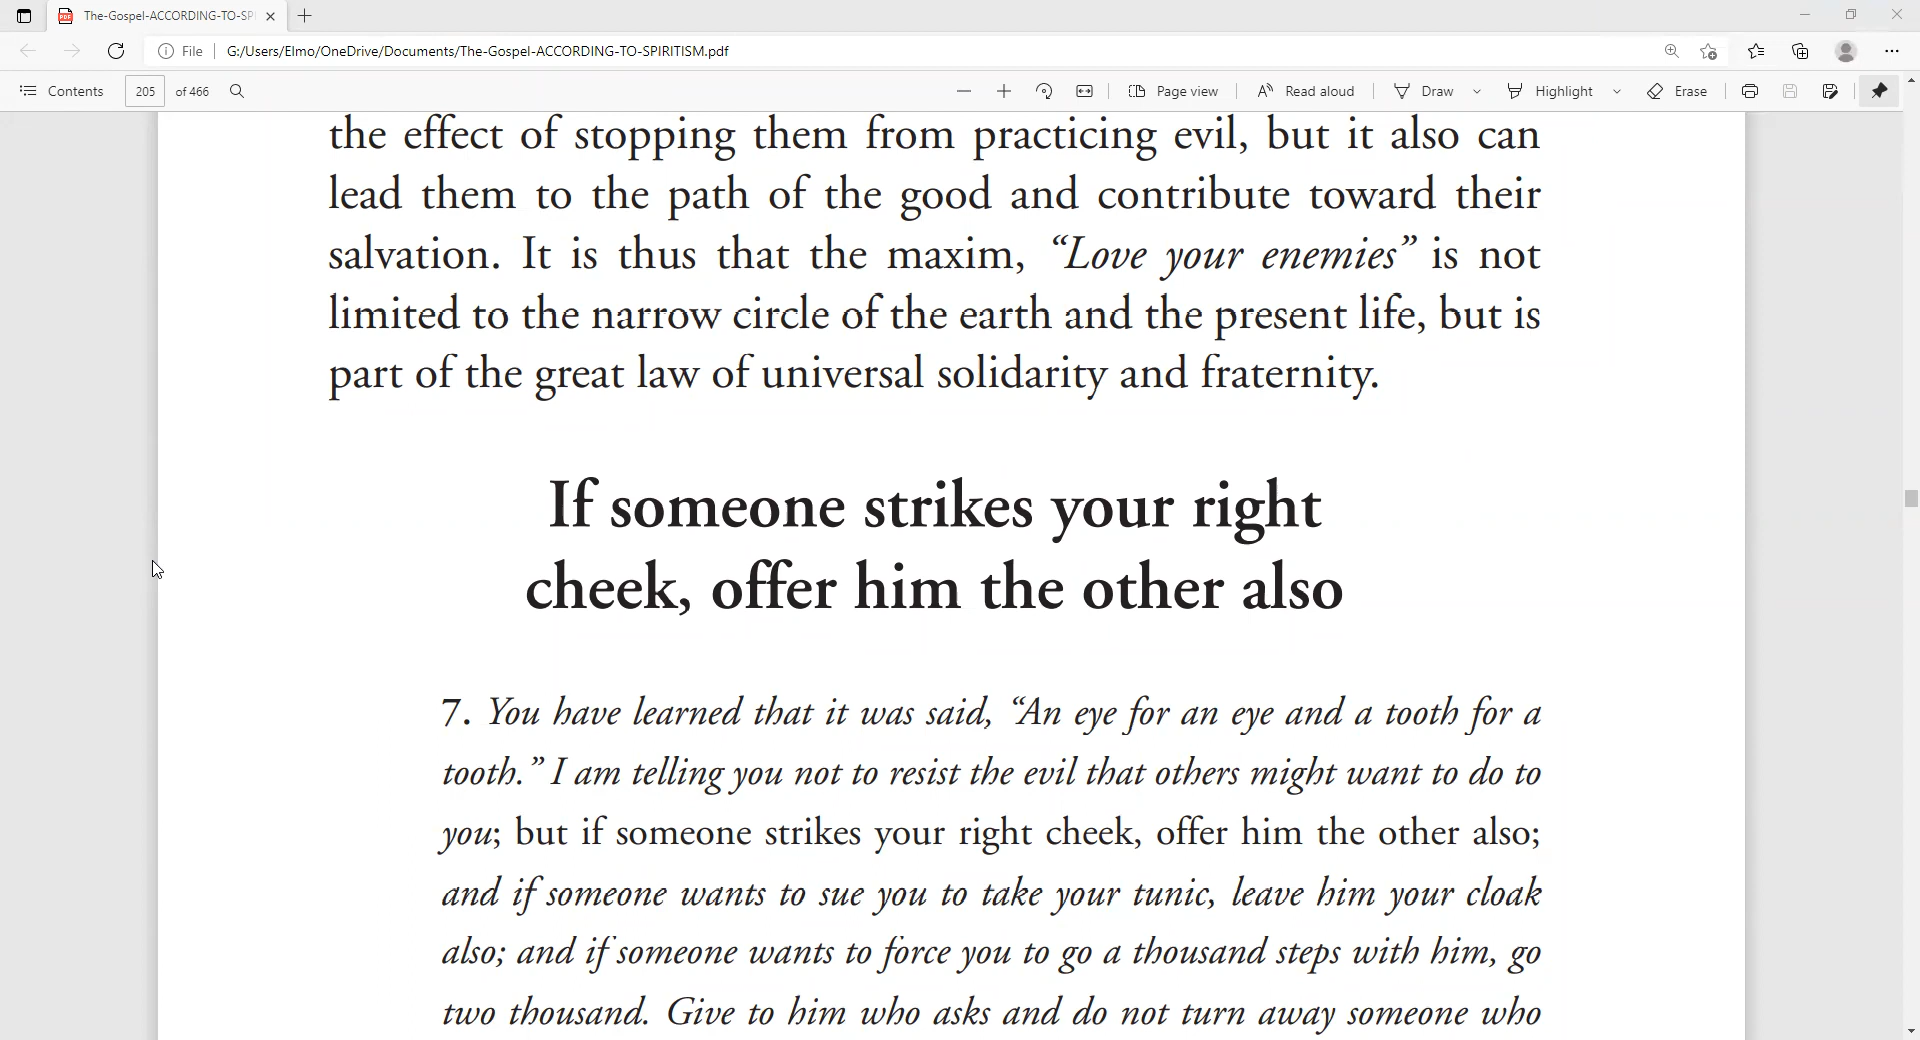 The-Gospel-ACCORDING-TO-SP
File
G:/Users/Elmo/OneDrive/Documents/The-Gospel-ACCORDING-TO-SPIRITISM.pdf
Contents
205
of 466
Page view
Read aloud
Draw
Highlight
Erase
the effect of stopping them from practicing evil, but it also can
lead them to the path of the good and contribute toward their
salvation. It is thus that the maxim, “Love your enemies” is not
limited to the narrow circle of the earth and the present life, but is
part of the great law of universal solidarity and fraternity.
If someone strikes your right
cheek, offer him the other also
7. You have learned that it was said, “An eye for an eye and a tooth for a
tooth.” I am telling you not to resist the evil that others might want to do to
you; but if someone strikes your right cheek, offer him the other also;
and if someone wants to sue you to take your tunic, leave him your cloak
also; and if someone wants to force you to go a thousand steps with him, go
two thousand. Give to him who asks and do not turn away someone who